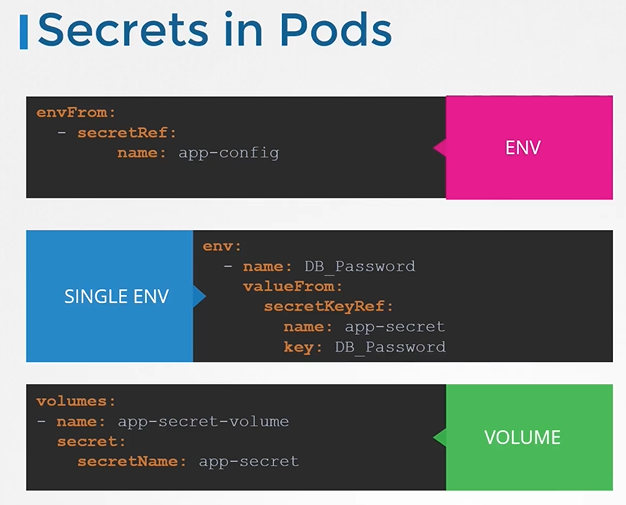 Secrets in Pods
envFrom:
  - secretRef:
        name: app-config
ENV
SINGLE ENV
env:
  - name: DB_Password
    valueFrom:
      secretKeyRef:
        name: app-secret
        key: DB_Password
volumes:
- name: app-secret-volume
  secret:
    secretName: app-secret
VOLUME